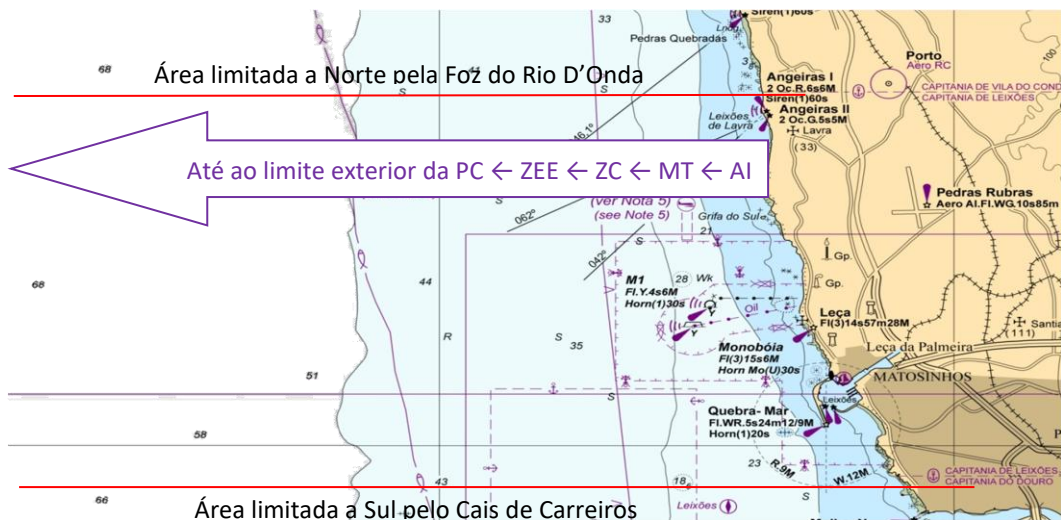 Siren(1)60s
33
Pedras Quebradas
68
Área limitada a Norte pela Foz do Rio D’Onda
S
Porto
Aero RC
100
Angeiras I
2 Oc.R.6s6M
Siren(1)60s
CAPITANIA DE VILA DO COND
CAPITANIA DE LEIXÕES
Angeiras II
2 Oc.G.5s5M
Leixões
de Lavra
Lavra
(33)
Até ao limite exterior da PC ← ZEE ← ZC ← MT ← AI
Pedras Rubras
Aero Al.Fl.WG.10s85m
(ver Nota 5)
(see Note 5)
062º
Grifa do Sul
21
S
042º
Gp.
68
44
M1
Fl.Y.4s6M
Horn(1)30s
28
Wk
Gp.
Oil
Leça
Fl(3)14s57m28M
(111)
R
S
35
Monobóia
Fl(3)15s6M
Horn Mo(U)30s
Leça da Palmeira
51
MATOSINHOS
S
Leixões
Quebra- Mar
Fl.WR.5s24m12/9M
Horn(1)20s
58
23
R.9M
W.12M
CAPITANIA DE LEIXÕES
CAPITANIA DO DOURO
43
66
S
Área limitada a Sul pelo Cais de Carreiros
Leixões